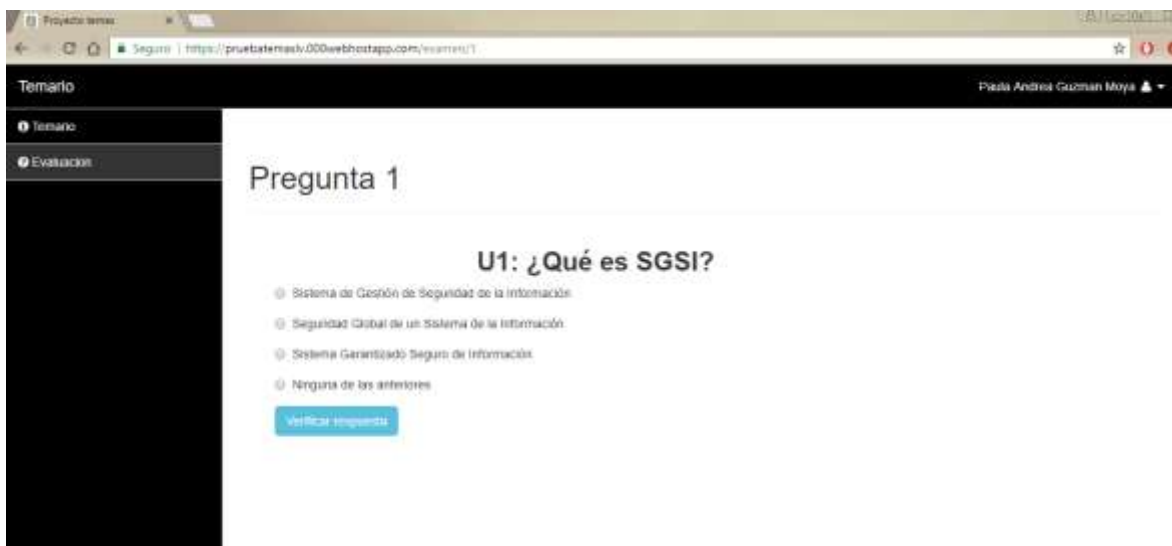 Proyecto temas
Seguro | https://pruebatemaslv.000webhostapp.com/examen/1
Temario
Paula Andrea Guzman Moya
Temario
Evaluacion
Pregunta 1
U1: ¿Qué es SGSI?
Sistema de Gestión de Seguridad de la Información
Seguridad Global de un Sistema de la Información
Sistema Garantizado Seguro de Información
Ninguna de las anteriores
Verificar respuesta